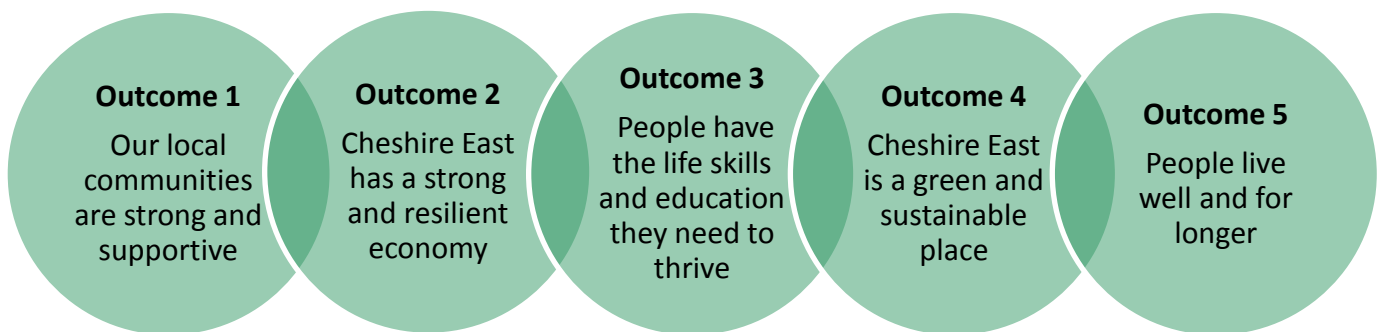 Outcome 1
Our local
communities
are strong and
supportive
Outcome 2
Cheshire East
has a strong
and resilient
economy
Outcome 3
People have
the life skills
and education
they need to
thrive
Outcome 4
Cheshire East
is a green and
sustainable
place
Outcome 5
People live
well and for
longer